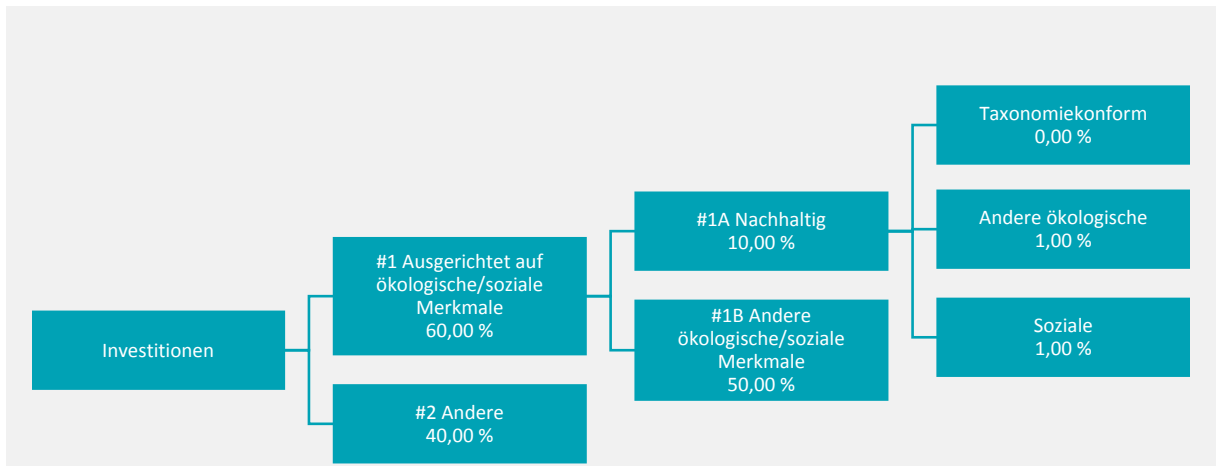 Investitionen
#1 Ausgerichtet auf
ökologische/soziale
Merkmale
60,00 %
#2 Andere
40,00 %
#1A Nachhaltig
10,00 %
#1B Andere
ökologische/soziale
Merkmale
50,00 %
Taxonomiekonform
0,00 %
Andere ökologische
1,00 %
Soziale
1,00 %